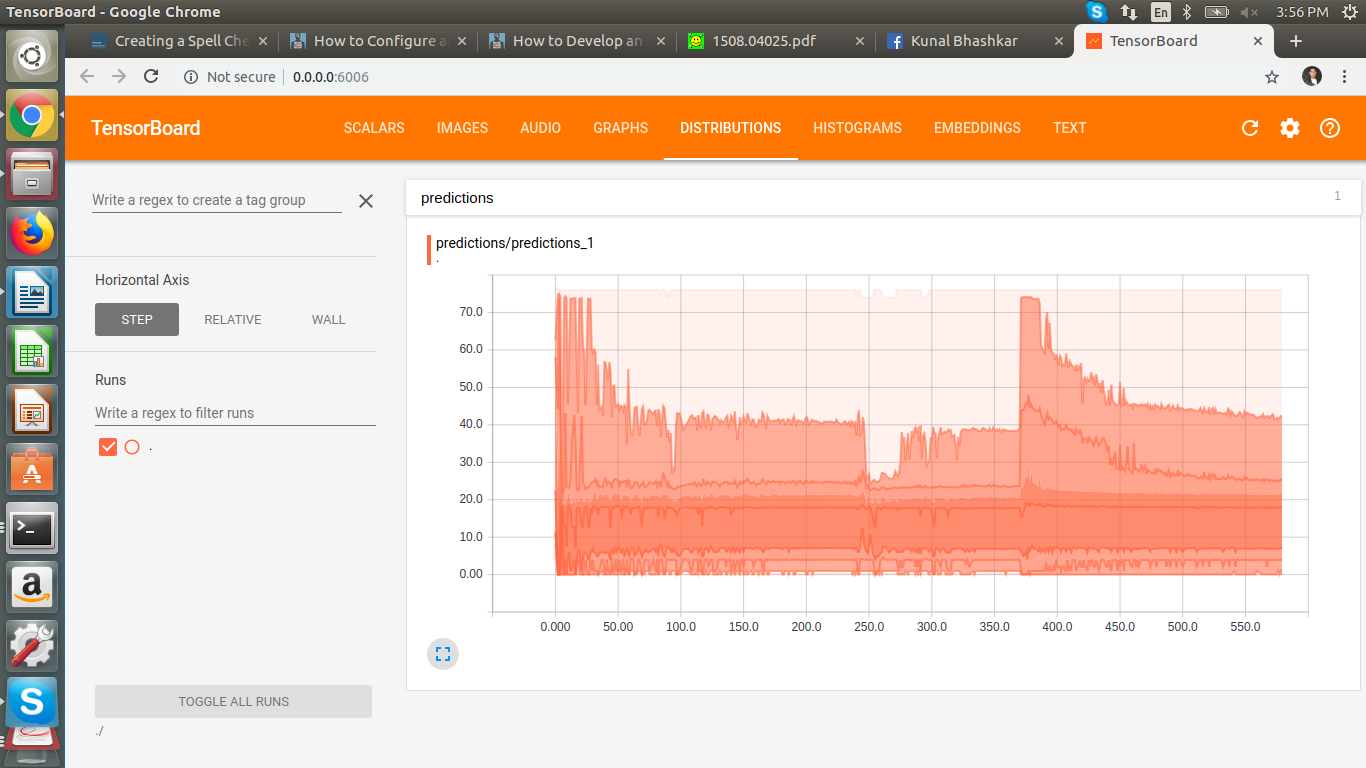 TensorBoard - Google Chrome
En
3:56 PM
Creating a Spell Che
How to Configure a
How to Develop an
1508.04025.pdf
Kunal Bhashkar
TensorBoard
Not secure
0.0.0.0:6006
TensorBoard
SCALARS
IMAGES
AUDIO
GRAPHS
DISTRIBUTIONS
HISTOGRAMS
EMBEDDINGS
TEXT
Write a regex to create a tag group
Horizontal Axis
STEP
RELATIVE
WALL
Runs
Write a regex to filter runs
.
TOGGLE ALL RUNS
./
predictions
1
predictions/predictions_1
.
70.0
60.0
50.0
40.0
30.0
20.0
10.0
0.00
0.000 50.00 100.0 150.0 200.0 250.0 300.0 350.0 400.0 450.0 500.0 550.0